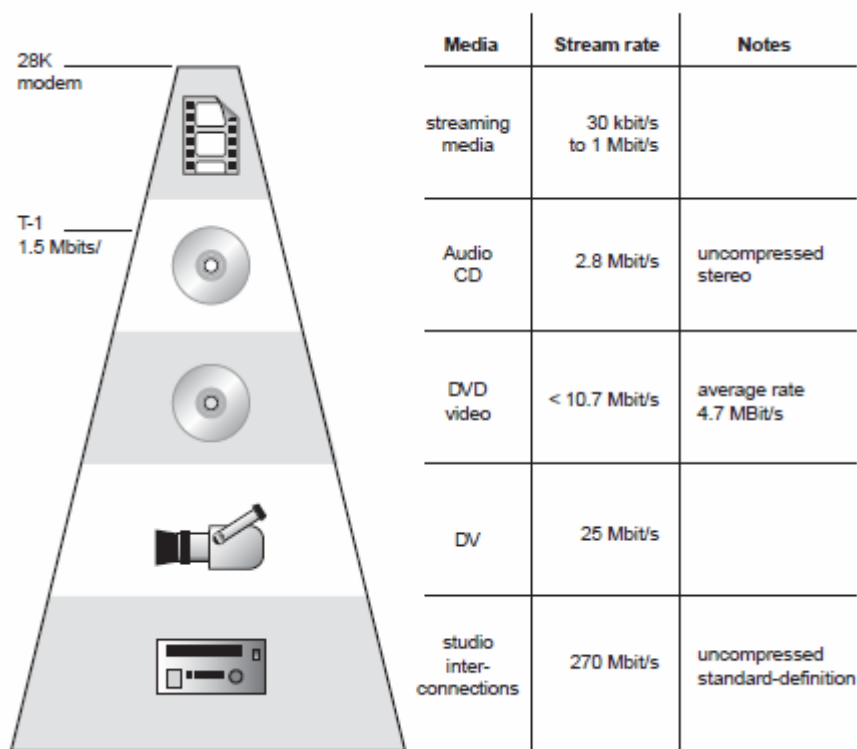 Media Stream rate Notes
28K
modem
streaming
media
30 kbit/s
to 1 Mbit/s
T-1
1.5 Mbits/
Audio
CD
2.8 Mbit/s
uncompressed
stereo
DVD
video
< 10.7 Mbit/s
average rate
4.7 MBit/s
DV
25 Mbit/s
studio
inter-
connections
270 Mbit/s
uncompressed
standard-definition